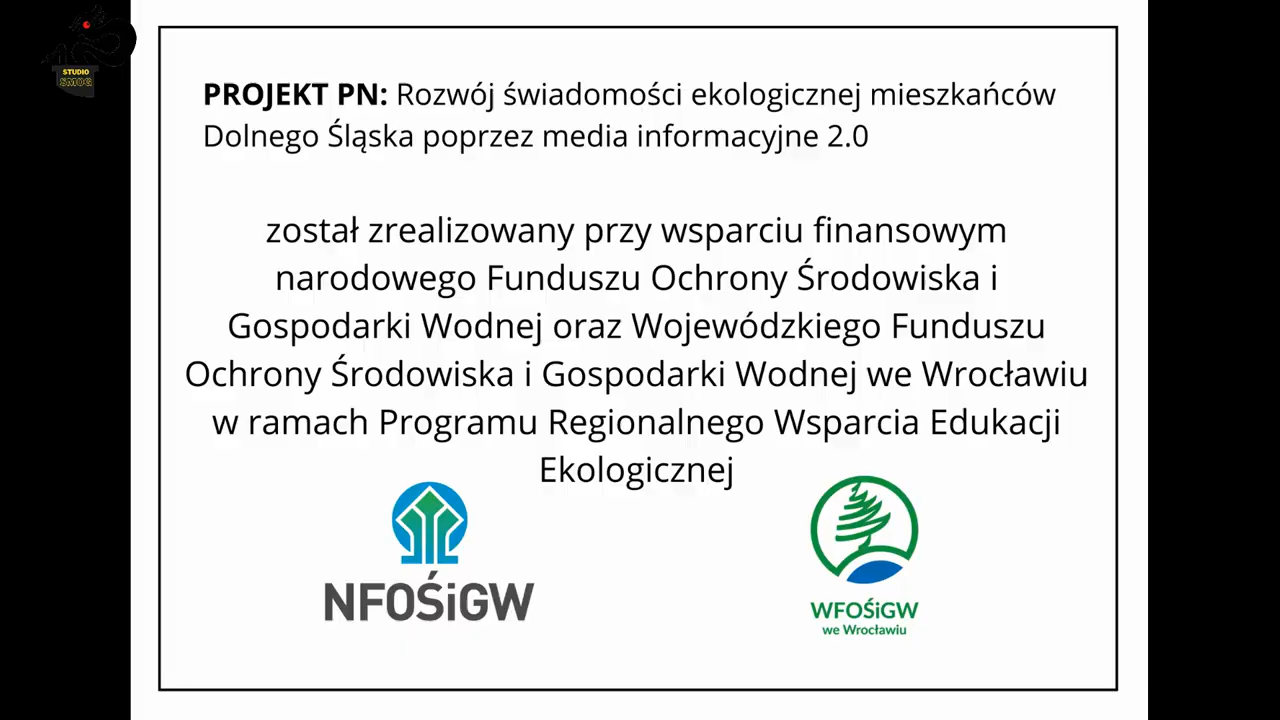 STUDIO
SMOG
PROJEKT PN: Rozwój świadomości ekologicznej mieszkańców
Dolnego Śląska poprzez media informacyjne 2.0
został zrealizowany przy wsparciu finansowym
narodowego Funduszu Ochrony Środowiska i
Gospodarki Wodnej oraz Wojewódzkiego Funduszu
Ochrony Środowiska i Gospodarki Wodnej we Wrocławiu
w ramach Programu Regionalnego Wsparcia Edukacji
Ekologicznej
NFOŚiGW
WFOŚiGW
we Wrocławiu